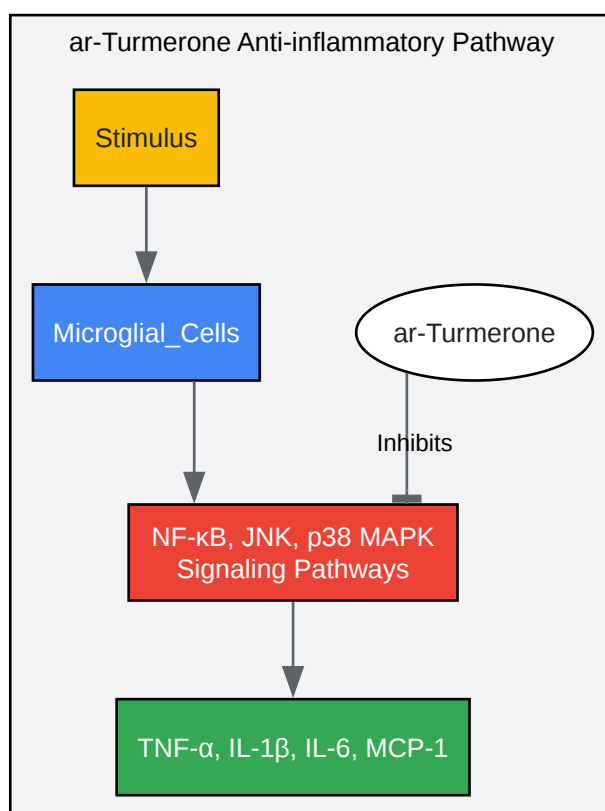 ar-Turmerone Anti-inflammatory Pathway
Stimulus
Microglial_Cells
ar-Turmerone
Inhibits
NF-κB, JNK, p38 MAPK
Signaling Pathways
TNF-α, IL-1β, IL-6, MCP-1